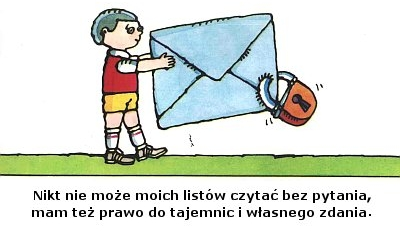 Nikt nie może moich listów czytać bez pytania,
mam też prawo do tajemnic i własnego zdania.